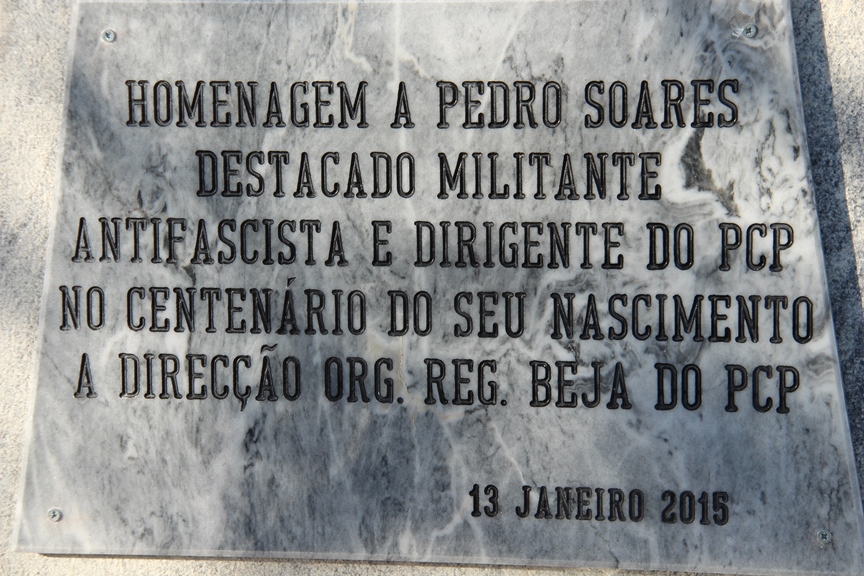 HOMENAGEM A PEDRO SOARES
DESTACADO MILITANTE
ANTIFASCISTA E DIRIGENTE DO PCP
NO CENTENÁRIO DO SEU NASCIMENTO
A DIRECÇÃO ORG. REG. BEJA DO PCP
13 JANEIRO 2015